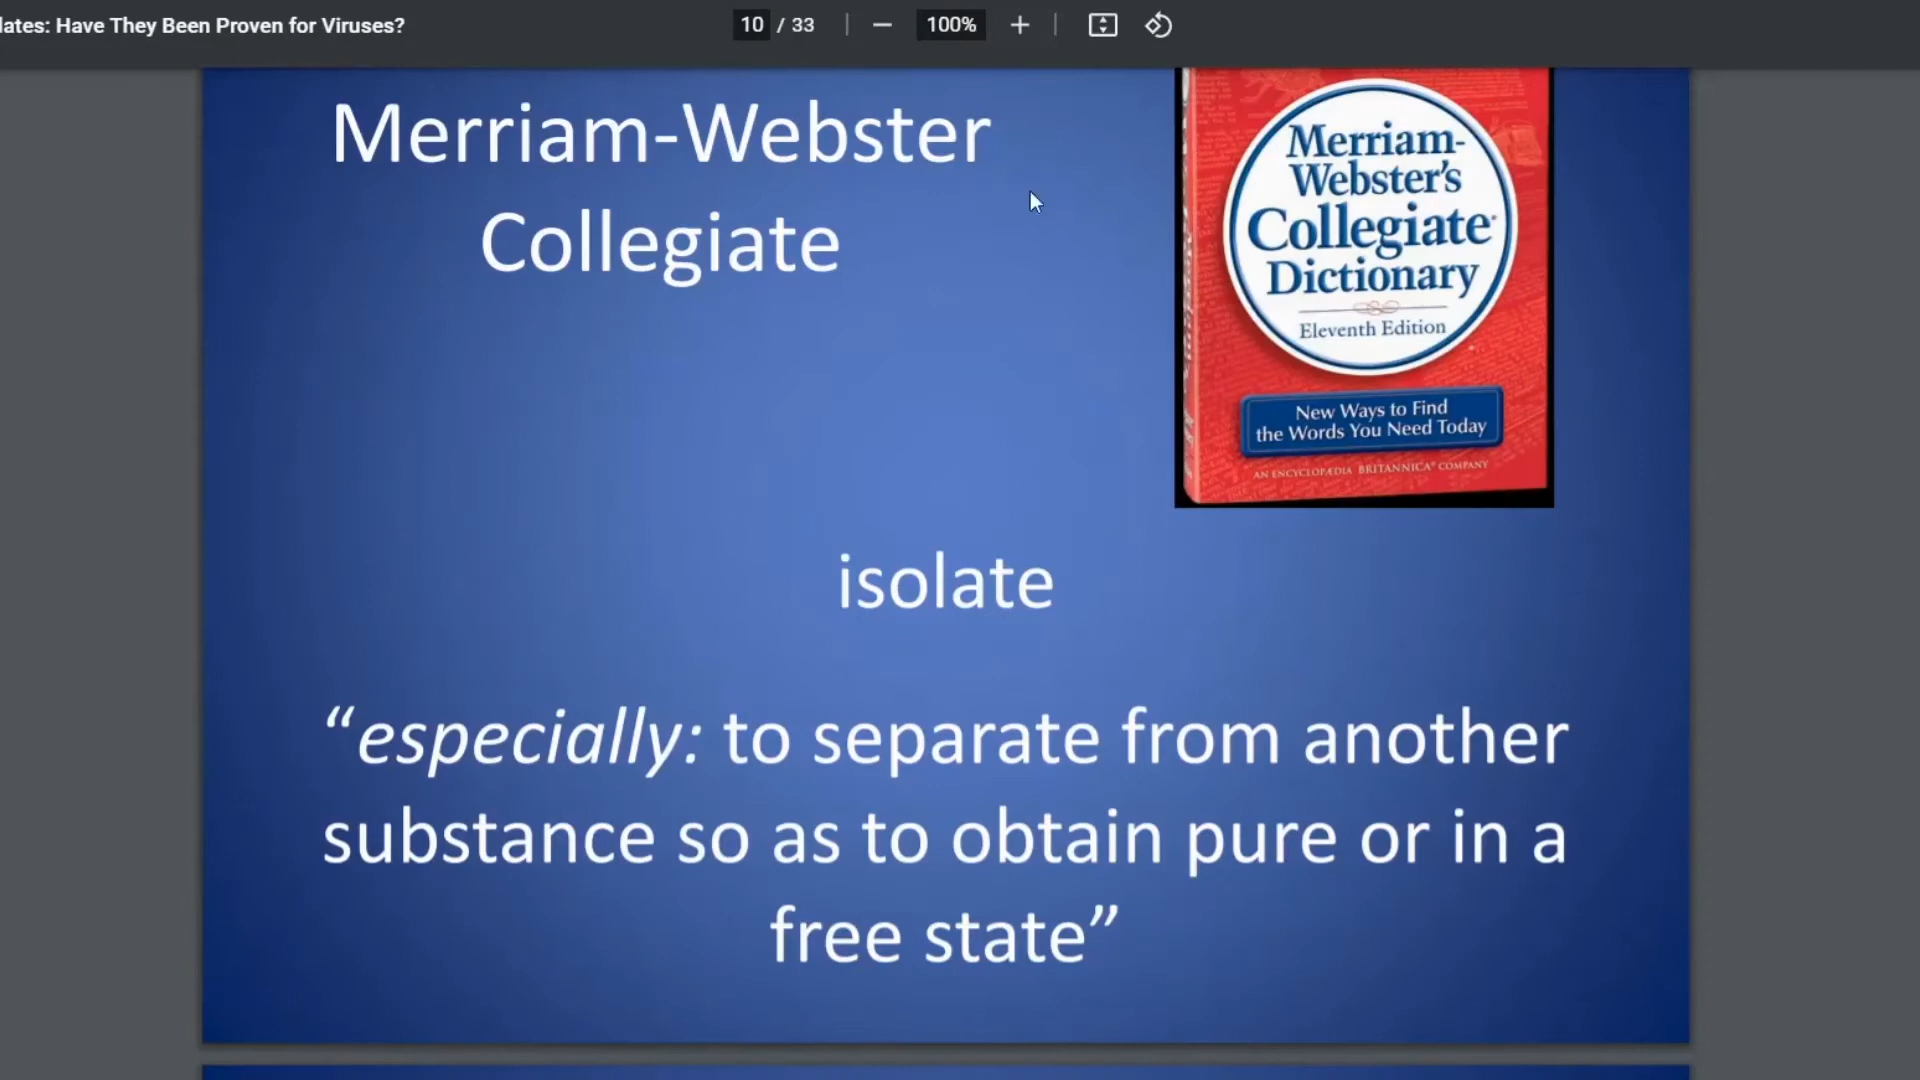 lates: Have They Been Proven for Viruses?
10 / 33
100%
Merriam-Webster
Collegiate
Merriam-
Webster's
Collegiate®
Dictionary
Eleventh Edition
New Ways to Find
the Words You Need Today
AN ENCYCLOPÆDIA BRITANNICA® COMPANY
isolate
“especially: to separate from another
substance so as to obtain pure or in a
free state”